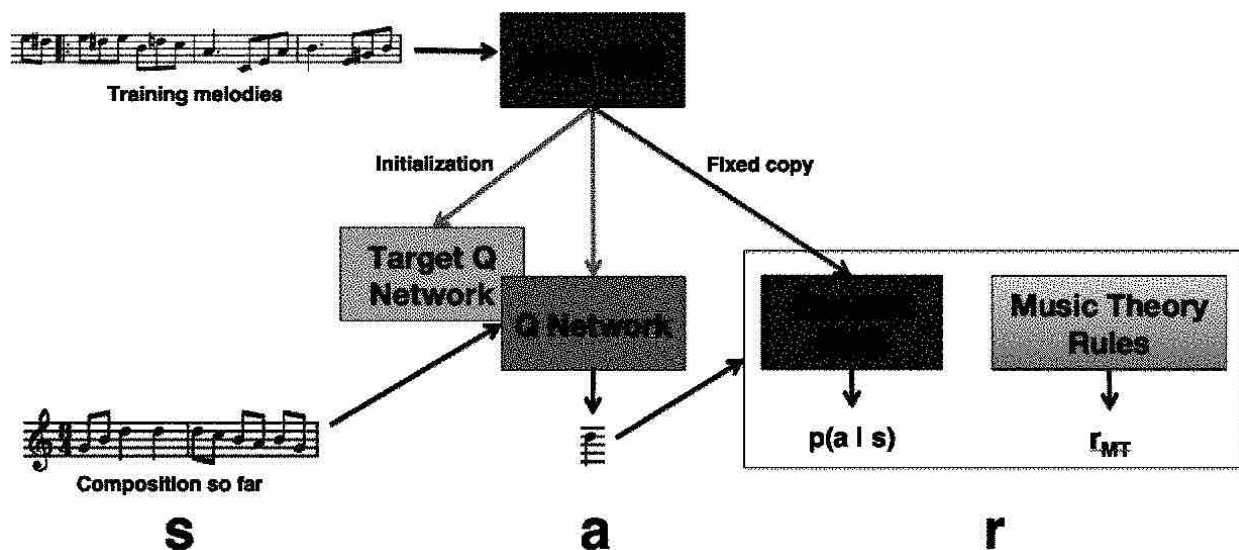 Training melodies
Initialization
Fixed copy
Target Q
Network
Q Network
Music Theory
Rules
p(a | s)
r_MT
Composition so far
s
a
r